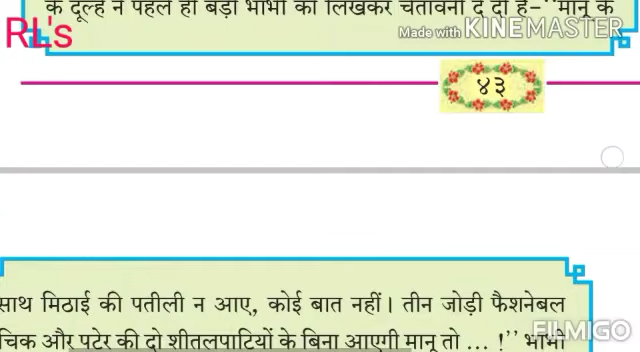 के दूल्हे ने पहले ही बड़ी भाभी को लिखकर चेतावनी दे दी है-''मानू के
RL's
Made with KINEMASTER
४३
साथ मिठाई की पतीली न आए, कोई बात नहीं। तीन जोड़ी फैशनेबल
चिक और पटेर की दो शीतलपाटियों के बिना आएगी मानू तो ... !'' भाभी
FILMIGO